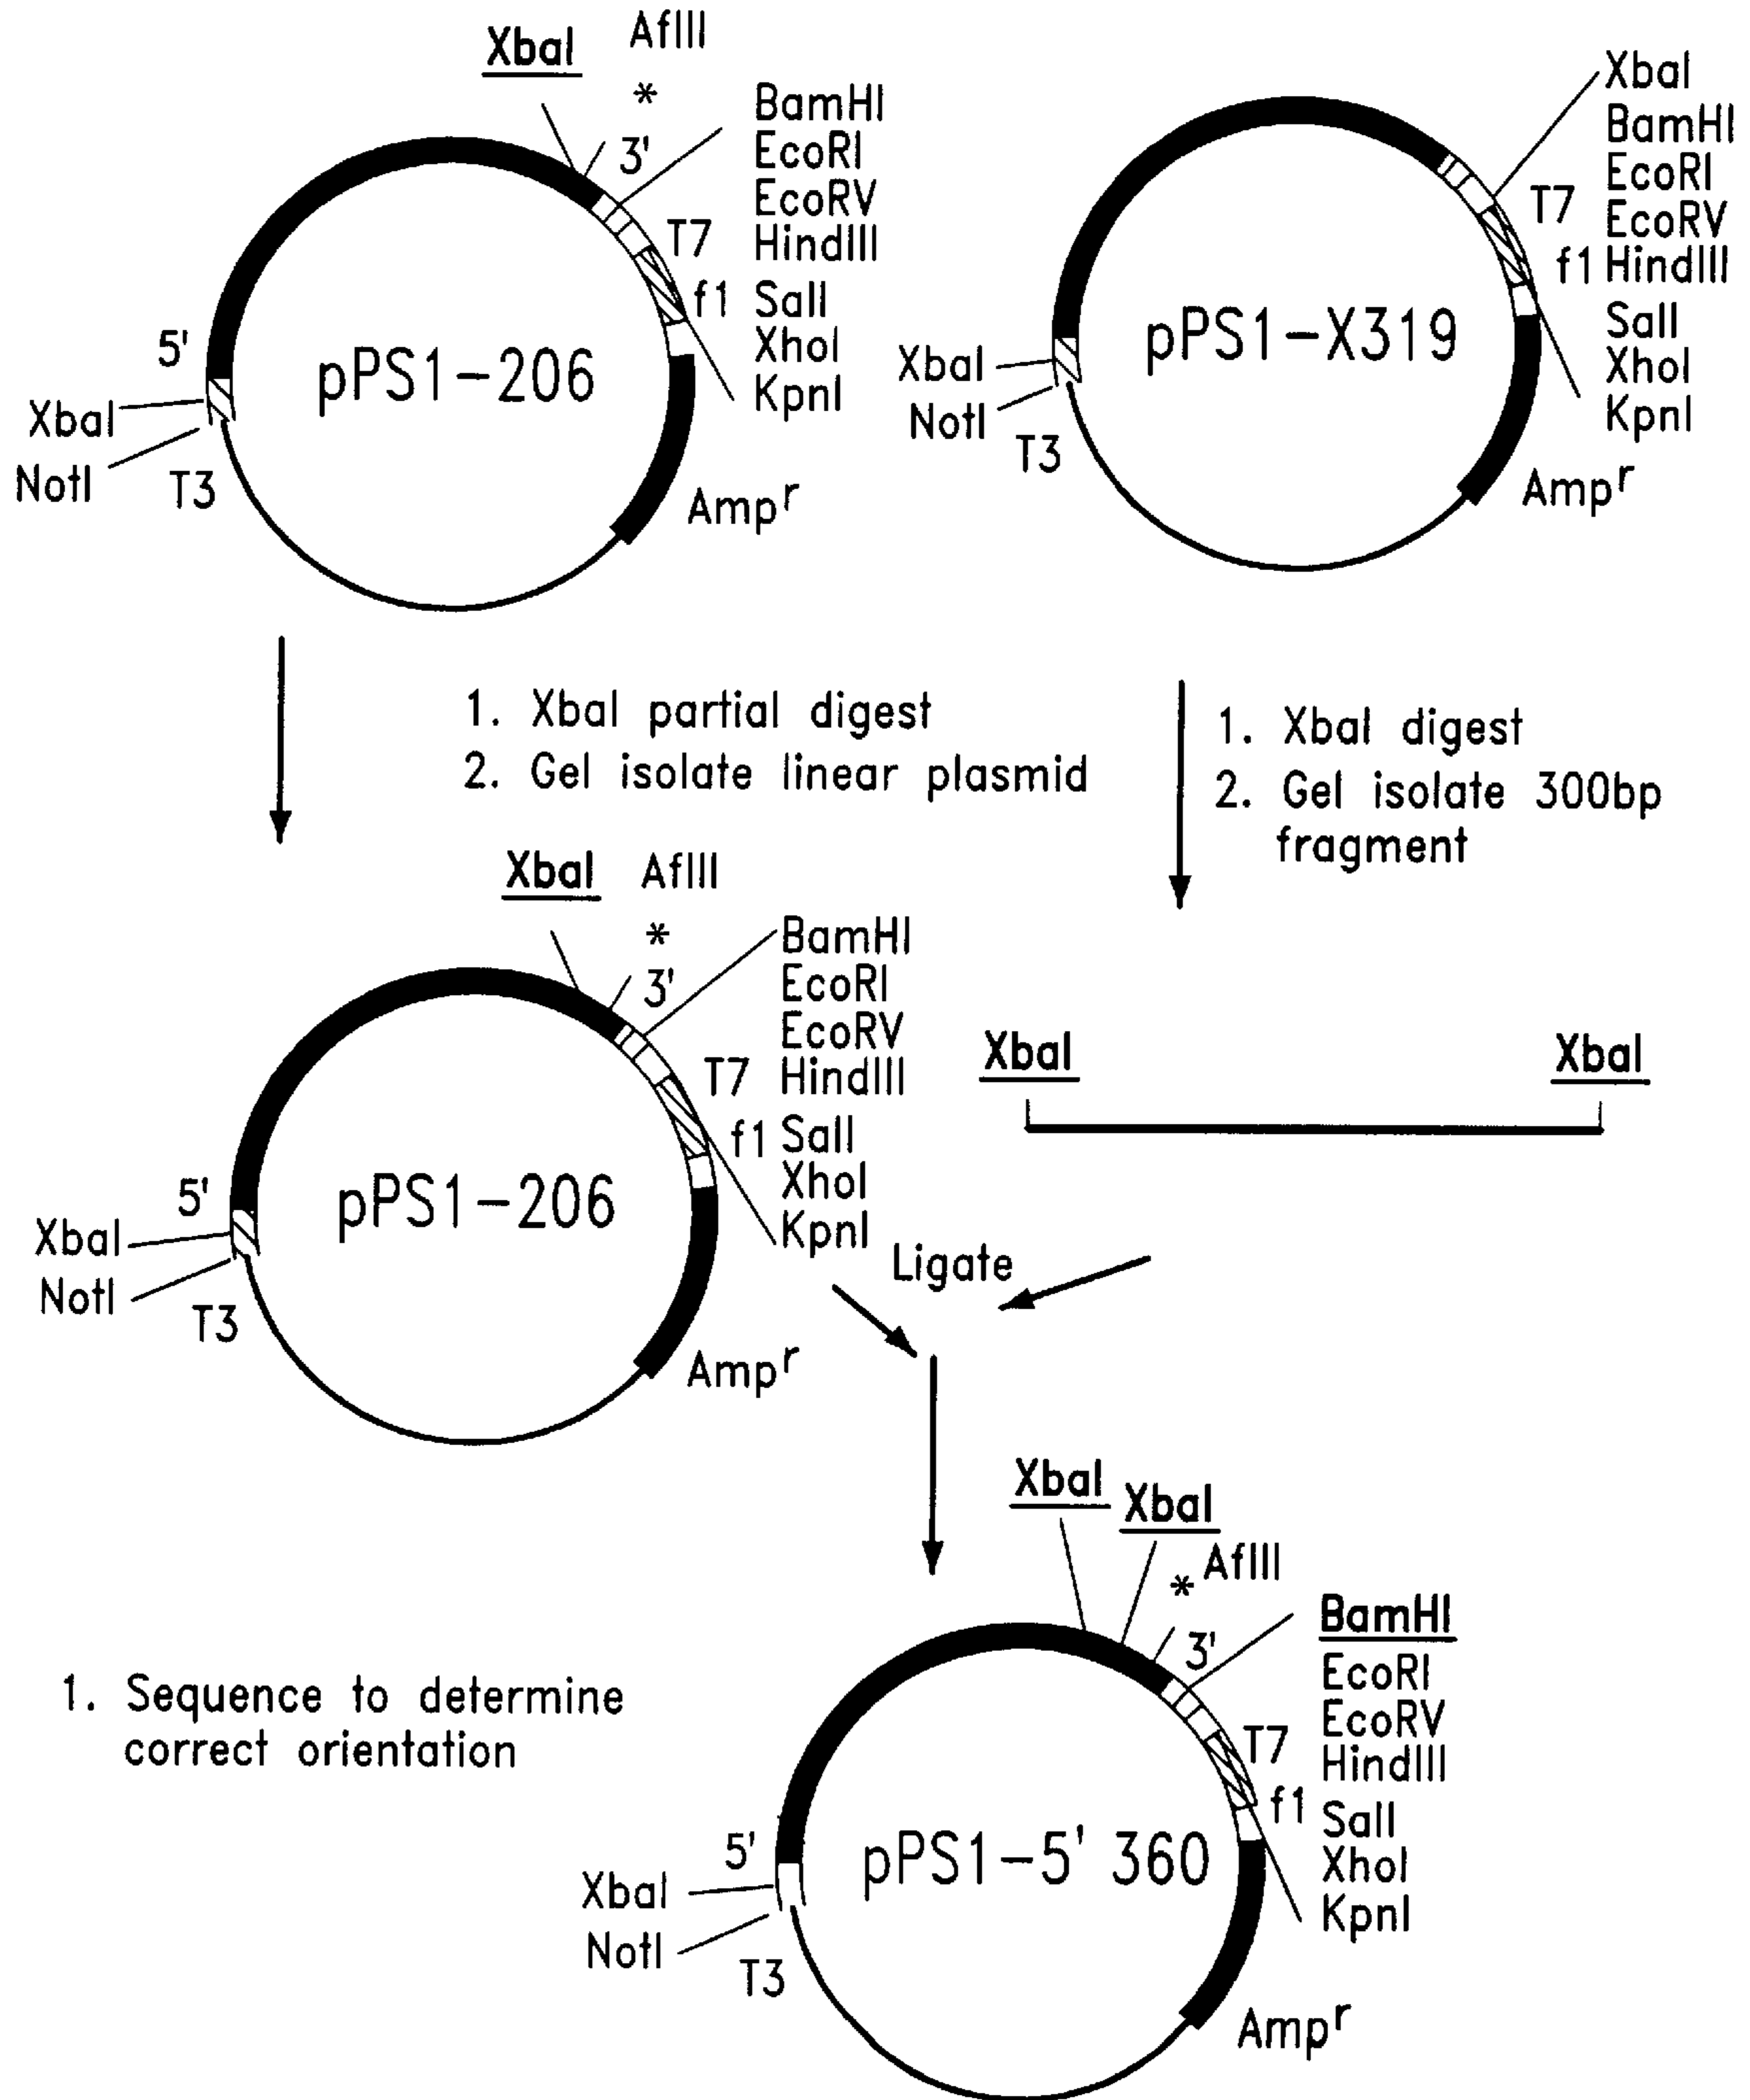 XbaI
AflII
*
3'
BamHI
EcoRI
EcoRV
HindIII
SalI
XhoI
KpnI
T7
f1
5'
pPS1-206
XbaI
NotI
T3
Ampr
XbaI
BamHI
EcoRI
EcoRV
HindIII
SalI
XhoI
KpnI
T7
f1
pPS1-X319
XbaI
NotI
T3
Ampr
1. XbaI partial digest
2. Gel isolate linear plasmid
1. XbaI digest
2. Gel isolate 300bp
fragment
XbaI
AflII
*
3'
BamHI
EcoRI
EcoRV
HindIII
SalI
XhoI
KpnI
T7
f1
5'
pPS1-206
XbaI
NotI
T3
Ampr
XbaI
XbaI
Ligate
XbaI
XbaI
AflII
*
3'
BamHI
EcoRI
EcoRV
HindIII
SalI
XhoI
KpnI
T7
f1
1. Sequence to determine
correct orientation
5'
pPS1-5' 360
XbaI
NotI
T3
Ampr